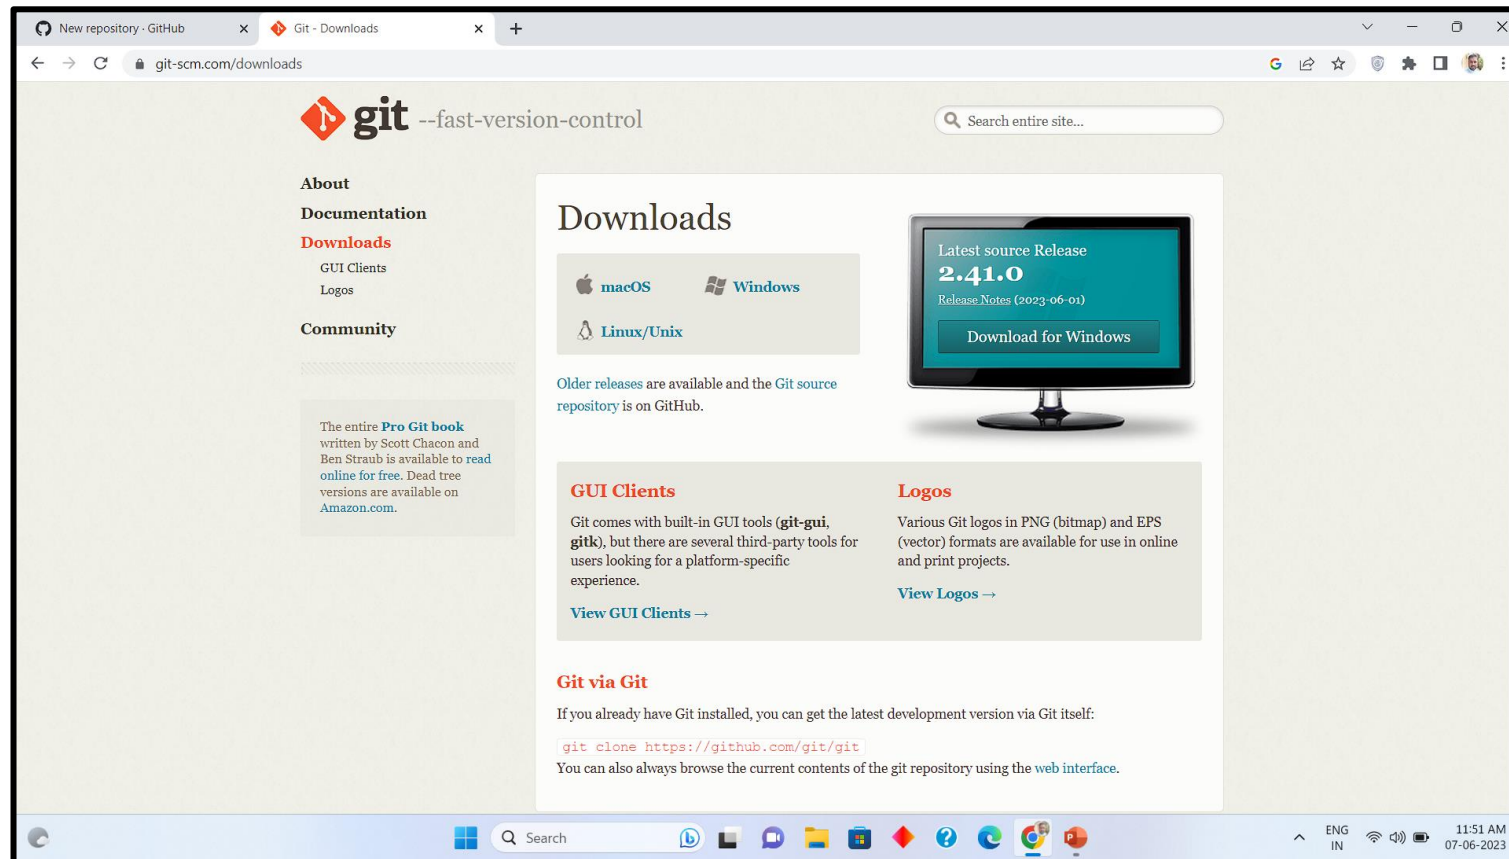 New repository · GitHub
Git - Downloads
git-scm.com/downloads
git --fast-version-control
Search entire site...
About
Documentation
Downloads
GUI Clients
Logos
Community
The entire Pro Git book
written by Scott Chacon and
Ben Straub is available to read
online for free. Dead tree
versions are available on
Amazon.com.
Downloads
macOS
Windows
Linux/Unix
Older releases are available and the Git source
repository is on GitHub.
Latest source Release
2.41.0
Release Notes (2023-06-01)
Download for Windows
GUI Clients
Git comes with built-in GUI tools (git-gui,
gitk), but there are several third-party tools for
users looking for a platform-specific
experience.
View GUI Clients →
Logos
Various Git logos in PNG (bitmap) and EPS
(vector) formats are available for use in online
and print projects.
View Logos →
Git via Git
If you already have Git installed, you can get the latest development version via Git itself:
git clone https://github.com/git/git
You can also always browse the current contents of the git repository using the web interface.
Search
ENG
IN
11:51 AM
07-06-2023